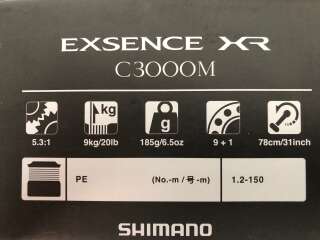 EXSENCE XR
C3000M
kg
g
5.3:1 9kg/20lb 185g/6.5oz 9 + 1 78cm/31inch
PE (No.-m / 号 -m) 1.2-150
SHIMANO